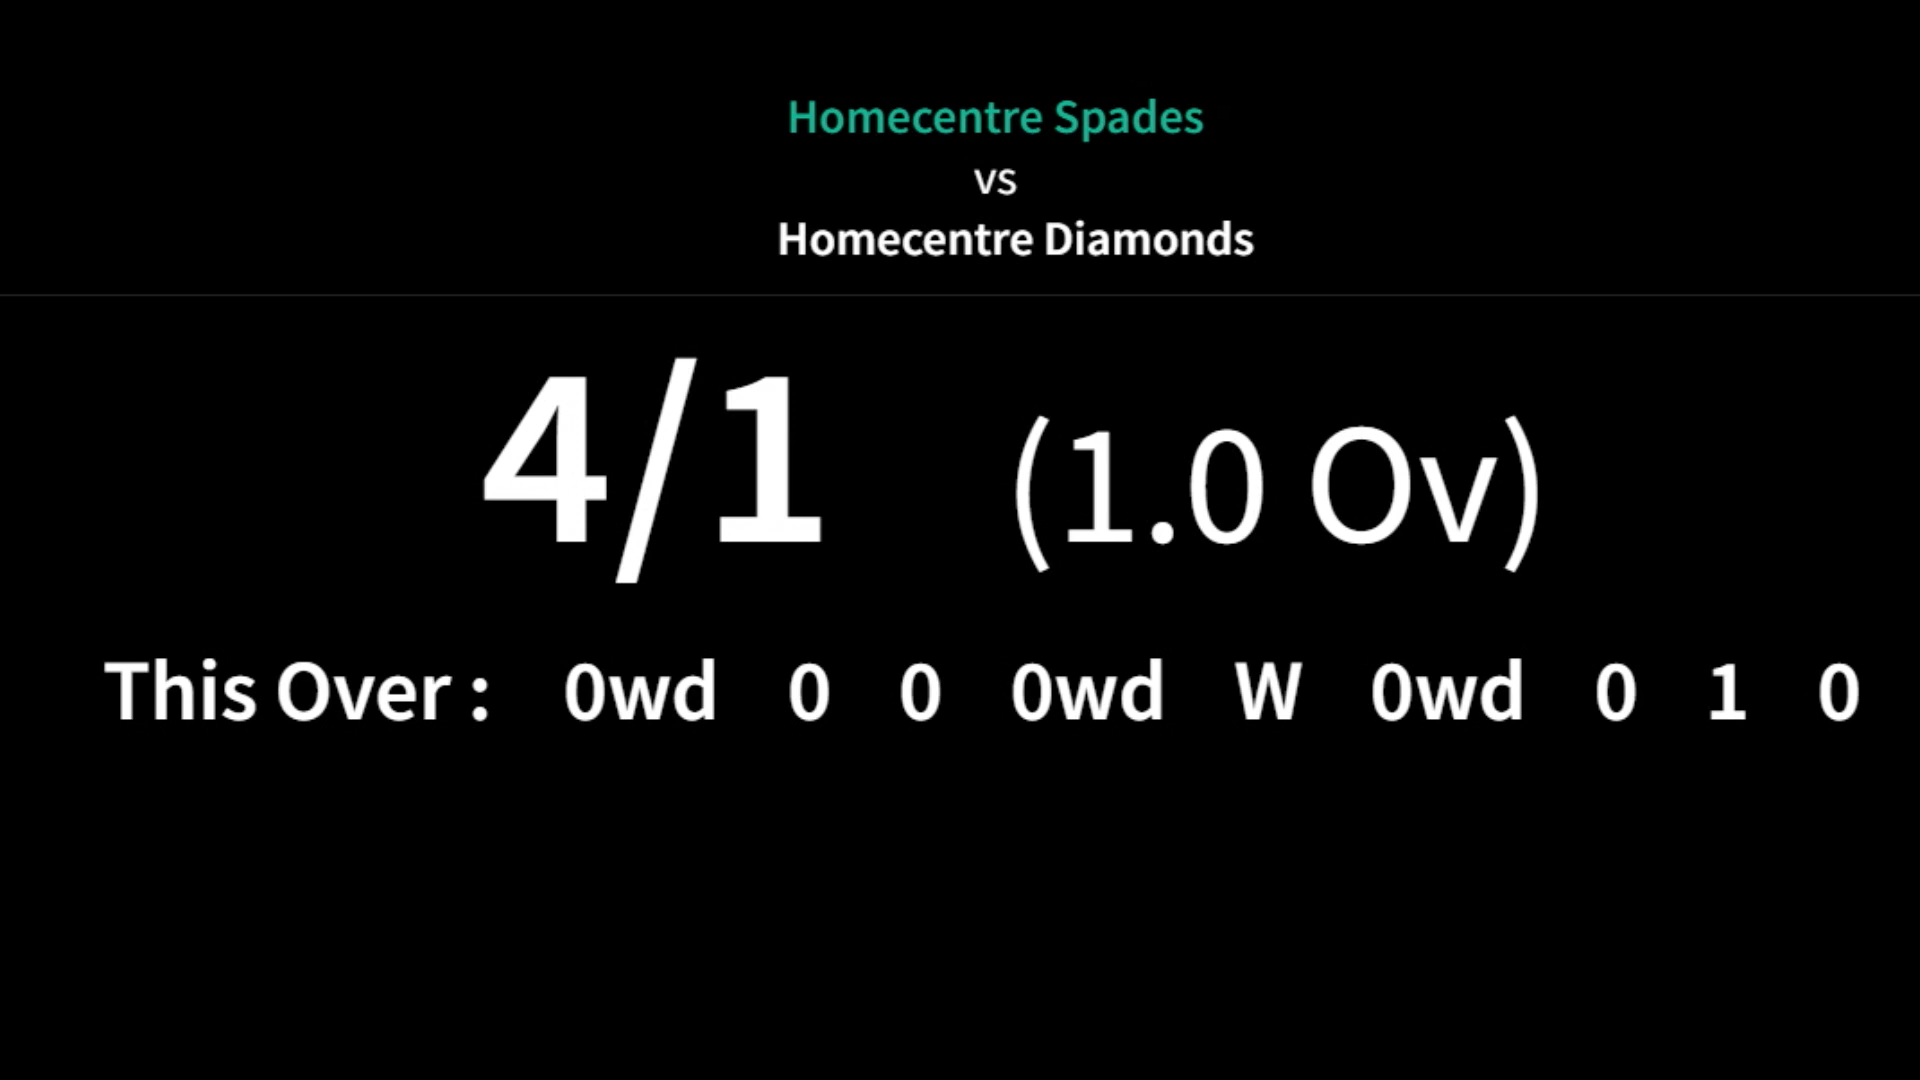 Homecentre Spades
vs
Homecentre Diamonds
4/1 (1.0 Ov)
This Over : 0wd 0 0 0wd W 0wd 0 1 0